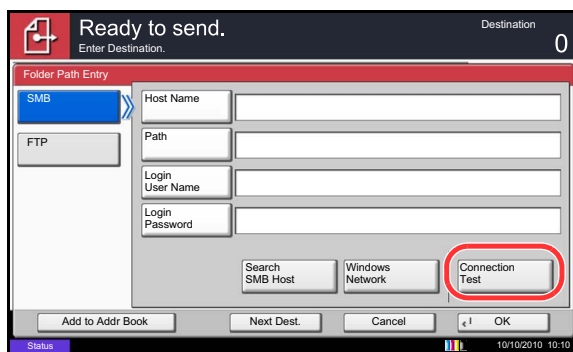 Ready to send.
Destination
Enter Destination.
0
Folder Path Entry
SMB
FTP
Host Name
Path
Login
User Name
Login
Password
Search
SMB Host
Windows
Network
Connection
Test
Add to Addr Book
Next Dest.
Cancel
OK
Status
10/10/2010 10:10